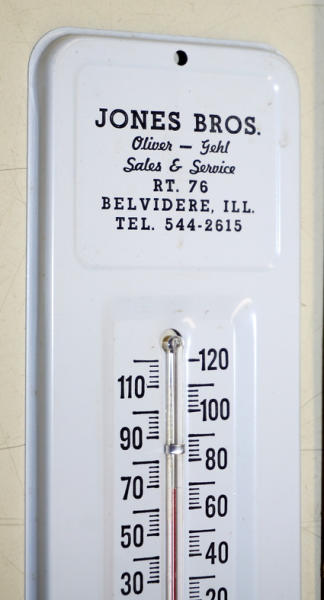 JONES BROS.
Oliver — Gehl
Sales & Service
RT. 76
BELVIDERE, ILL.
TEL. 544-2615
120
110
100
90
80
70
60
50
40
30
20